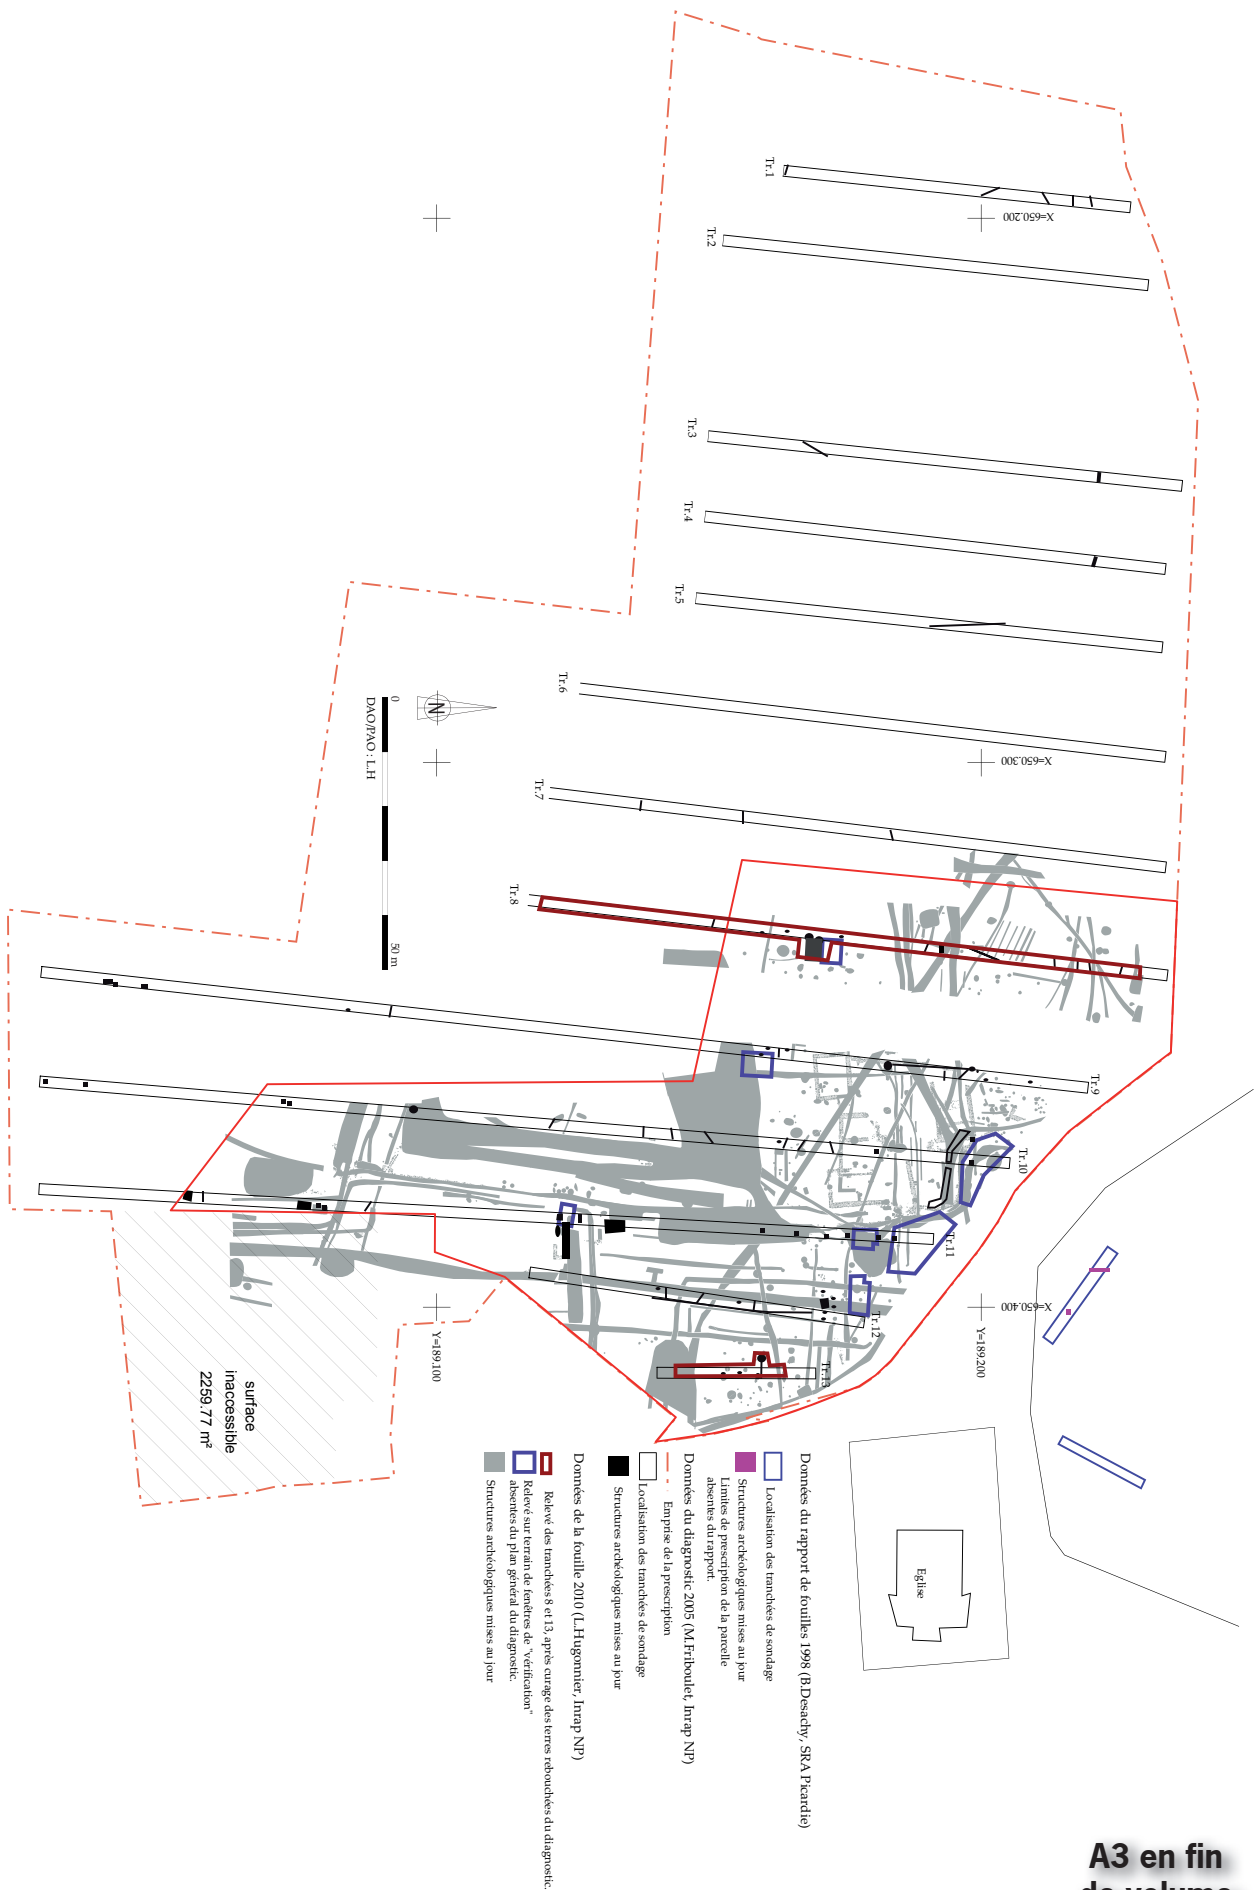 Tr.1
X=650.200
Tr.2
Tr.3
Tr.4
Tr.5
Tr.6
X=650.300
Tr.7
Tr.8
N
0
50 m
DAO/PAO : L.H
Tr.9
Tr.10
Tr.11
Tr.12
Tr.13
X=650.400
Y=189.100
Y=189.200
surface
inaccessible
2259.77 m²
Eglise
Données du rapport de fouilles 1998 (B.Desachy, SRA Picardie)
Localisation des tranchées de sondage
Structures archéologiques mises au jour
Limites de prescription de la parcelle
absentes du rapport.
Données du diagnostic 2005 (M.Friboulet, Inrap NP)
Emprise de la prescription
Localisation des tranchées de sondage
Structures archéologiques mises au jour
Données de la fouille 2010 (L.Hugonnier, Inrap NP)
Relevé des tranchées 8 et 13, après curage des terres rebouchées du diagnostic.
Relevé sur terrain de fenêtres de "vérification"
absentes du plan général du diagnostic.
Structures archéologiques mises au jour
A3 en fin
de volume